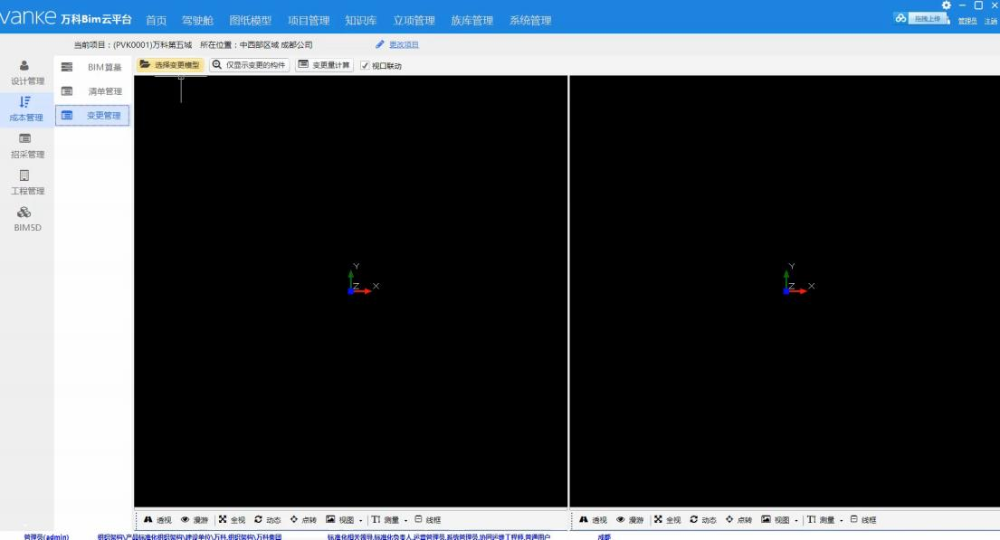 vanke 万科Bim云平台 首页 驾驶舱 图纸模型 项目管理 知识库 立项管理 族库管理 系统管理 拖拽上传 管理员 注销
当前项目：(PVK0001)万科第五城 所在位置：中西部区域 成都公司 更改项目
设计管理
成本管理
招采管理
工程管理
BIM5D
BIM算量
清单管理
变更管理
选择变更模型 仅显示变更的构件 变更量计算 视口联动
Y
Z X
Y
Z X
透视 漫游 全视 动态 点转 视图 TI 测量 线框
透视 漫游 全视 动态 点转 视图 TI 测量 线框
管理员(admin) 组织架构\产品标准化组织架构\建设单位\万科,组织架构\万科集团 标准化相关领导,标准化负责人,运营管理员,系统管理员,协同运维工程师,普通用户 成都